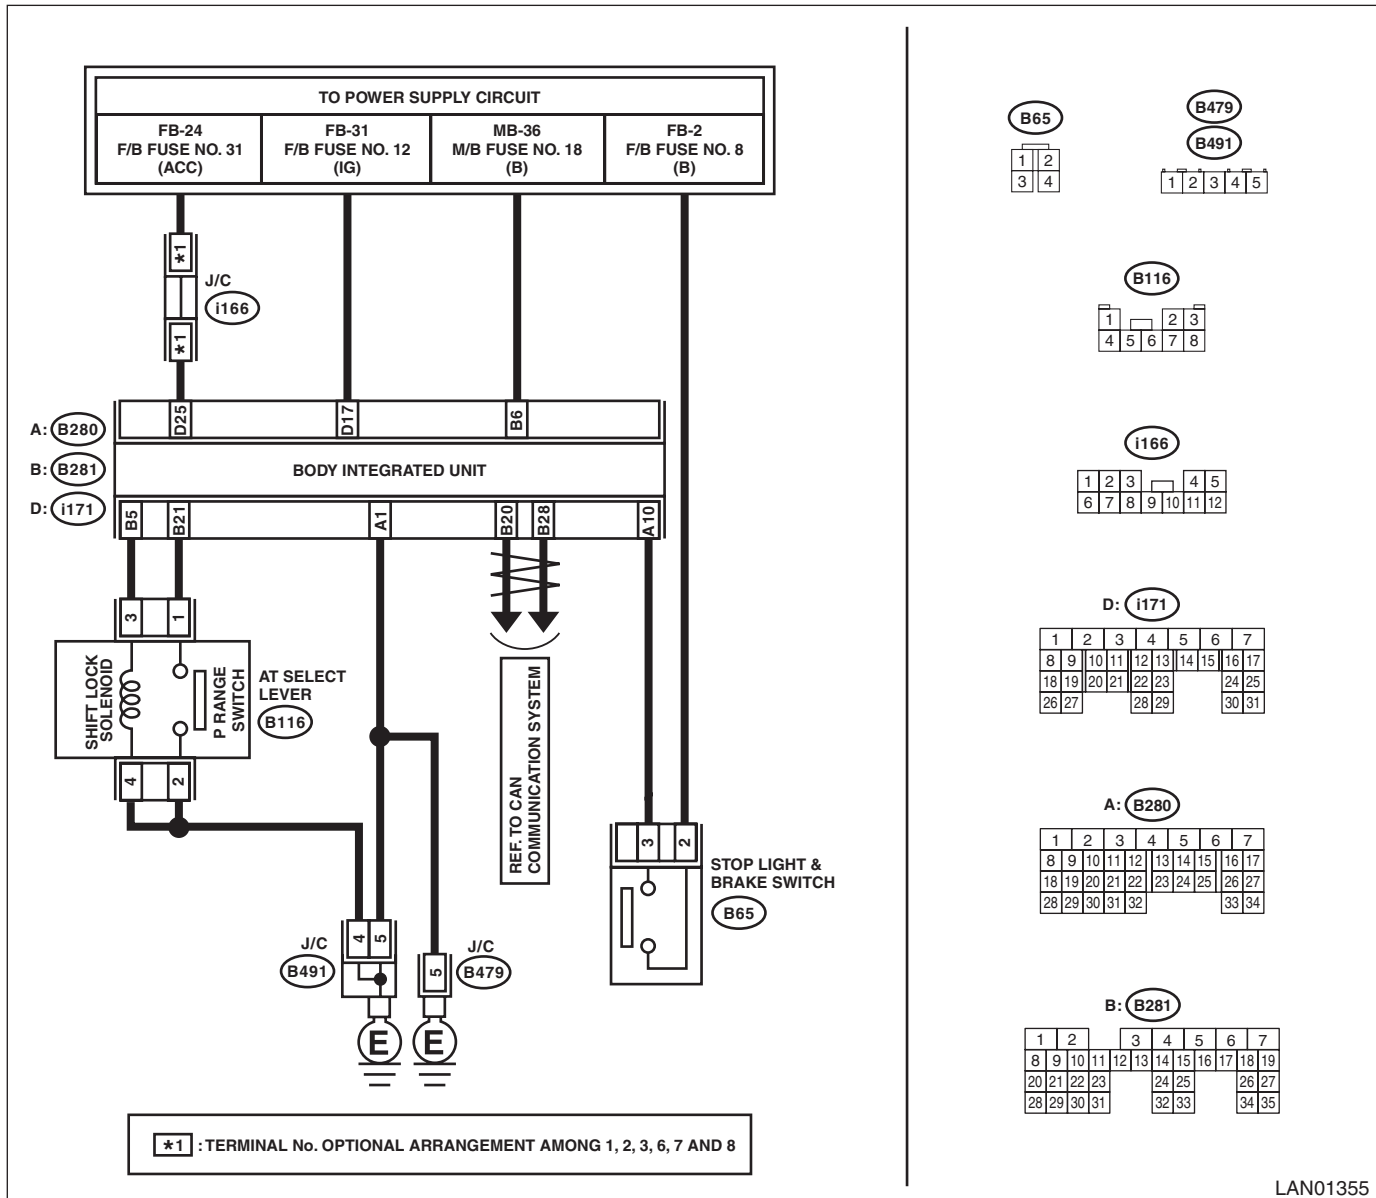 TO POWER SUPPLY CIRCUIT
FB-24
F/B FUSE NO. 31
(ACC)
FB-31
F/B FUSE NO. 12
(IG)
MB-36
M/B FUSE NO. 18
(B)
FB-2
F/B FUSE NO. 8
(B)
*1
J/C
i166
*1
D25
D17
B6
A: B280
B: B281
D: i171
BODY INTEGRATED UNIT
B5
B21
A1
B20
B28
A10
3
1
SHIFT LOCK
SOLENOID
P RANGE
SWITCH
AT SELECT
LEVER
B116
4
2
REF. TO CAN
COMMUNICATION SYSTEM
3
2
STOP LIGHT &
BRAKE SWITCH
B65
J/C
B491
4
5
5
J/C
B479
E
E
*1 : TERMINAL No. OPTIONAL ARRANGEMENT AMONG 1, 2, 3, 6, 7 AND 8
B65
1 2
3 4
B479
B491
1 2 3 4 5
B116
1 2 3
4 5 6 7 8
i166
1 2 3 4 5
6 7 8 9 10 11 12
D: i171
1 2 3 4 5 6 7
8 9 10 11 12 13 14 15 16 17
18 19 20 21 22 23 24 25
26 27 28 29 30 31
A: B280
1 2 3 4 5 6 7
8 9 10 11 12 13 14 15 16 17
18 19 20 21 22 23 24 25 26 27
28 29 30 31 32 33 34
B: B281
1 2 3 4 5 6 7
8 9 10 11 12 13 14 15 16 17 18 19
20 21 22 23 24 25 26 27
28 29 30 31 32 33 34 35
LAN01355